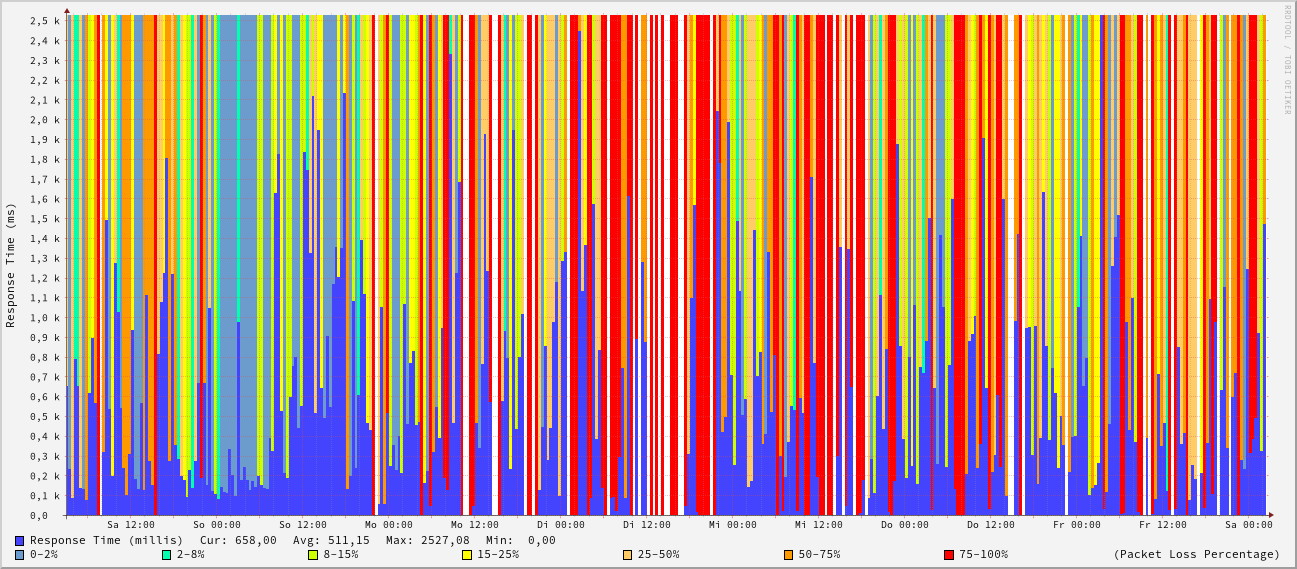 RRDTOOL / TOBI OETIKER
Response Time (ms)
2,5 k
2,4 k
2,3 k
2,2 k
2,1 k
2,0 k
1,9 k
1,8 k
1,7 k
1,6 k
1,5 k
1,4 k
1,3 k
1,2 k
1,1 k
1,0 k
0,9 k
0,8 k
0,7 k
0,6 k
0,5 k
0,4 k
0,3 k
0,2 k
0,1 k
0,0
Sa 12:00 So 00:00 So 12:00 Mo 00:00 Mo 12:00 Di 00:00 Di 12:00 Mi 00:00 Mi 12:00 Do 00:00 Do 12:00 Fr 00:00 Fr 12:00 Sa 00:00
Response Time (millis) Cur: 658,00 Avg: 511,15 Max: 2527,08 Min: 0,00
0-2% 2-8% 8-15% 15-25% 25-50% 50-75% 75-100% (Packet Loss Percentage)